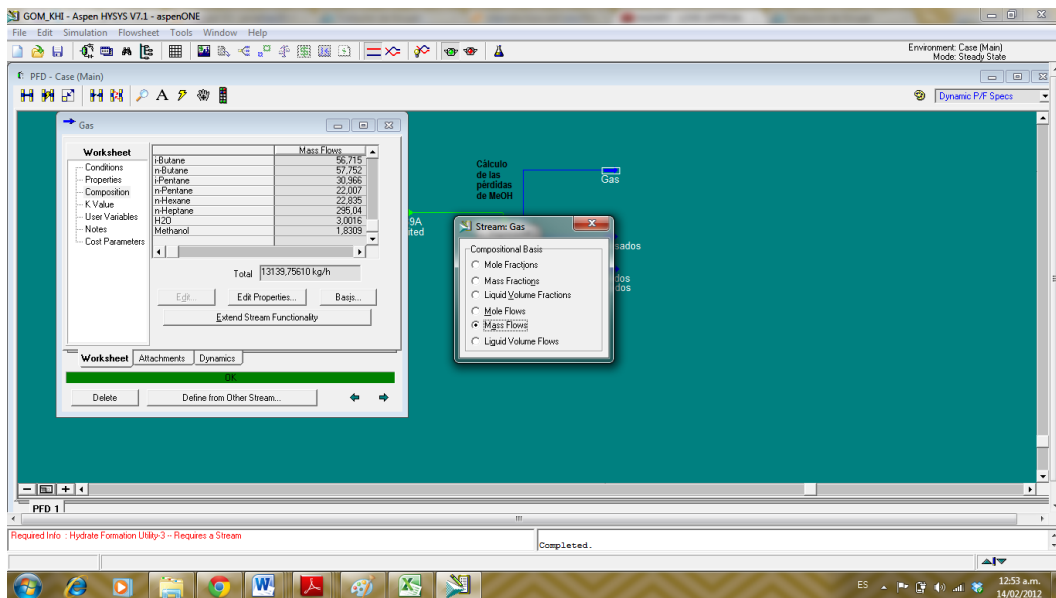 GOM_KHI - Aspen HYSYS V7.1 - aspenONE
File Edit Simulation Flowsheet Tools Window Help
Environment: Case (Main)
Mode: Steady State
PFD - Case (Main)
A
Dynamic P/F Specs
Gas
Worksheet
Conditions
Properties
Composition
K Value
User Variables
Notes
Cost Parameters
Mass Flows
i-Butane 56,715
n-Butane 57,752
i-Pentane 30,966
n-Pentane 22,007
n-Hexane 22,835
n-Heptane 295,04
H2O 3,0016
Methanol 1,8309
Total 13139,75610 kg/h
Edit... Edit Properties... Basis...
Extend Stream Functionality
Worksheet Attachments Dynamics
OK
Delete Define from Other Stream...
Cálculo
de las
pérdidas
de MeOH
Gas
9A
ted
sados
dos
dos
Stream: Gas
Compositional Basis
Mole Fractions
Mass Fractions
Liquid Volume Fractions
Mole Flows
Mass Flows
Liquid Volume Flows
PFD 1
Required Info : Hydrate Formation Utility-3 -- Requires a Stream
Completed.
ES
12:53 a.m.
14/02/2012